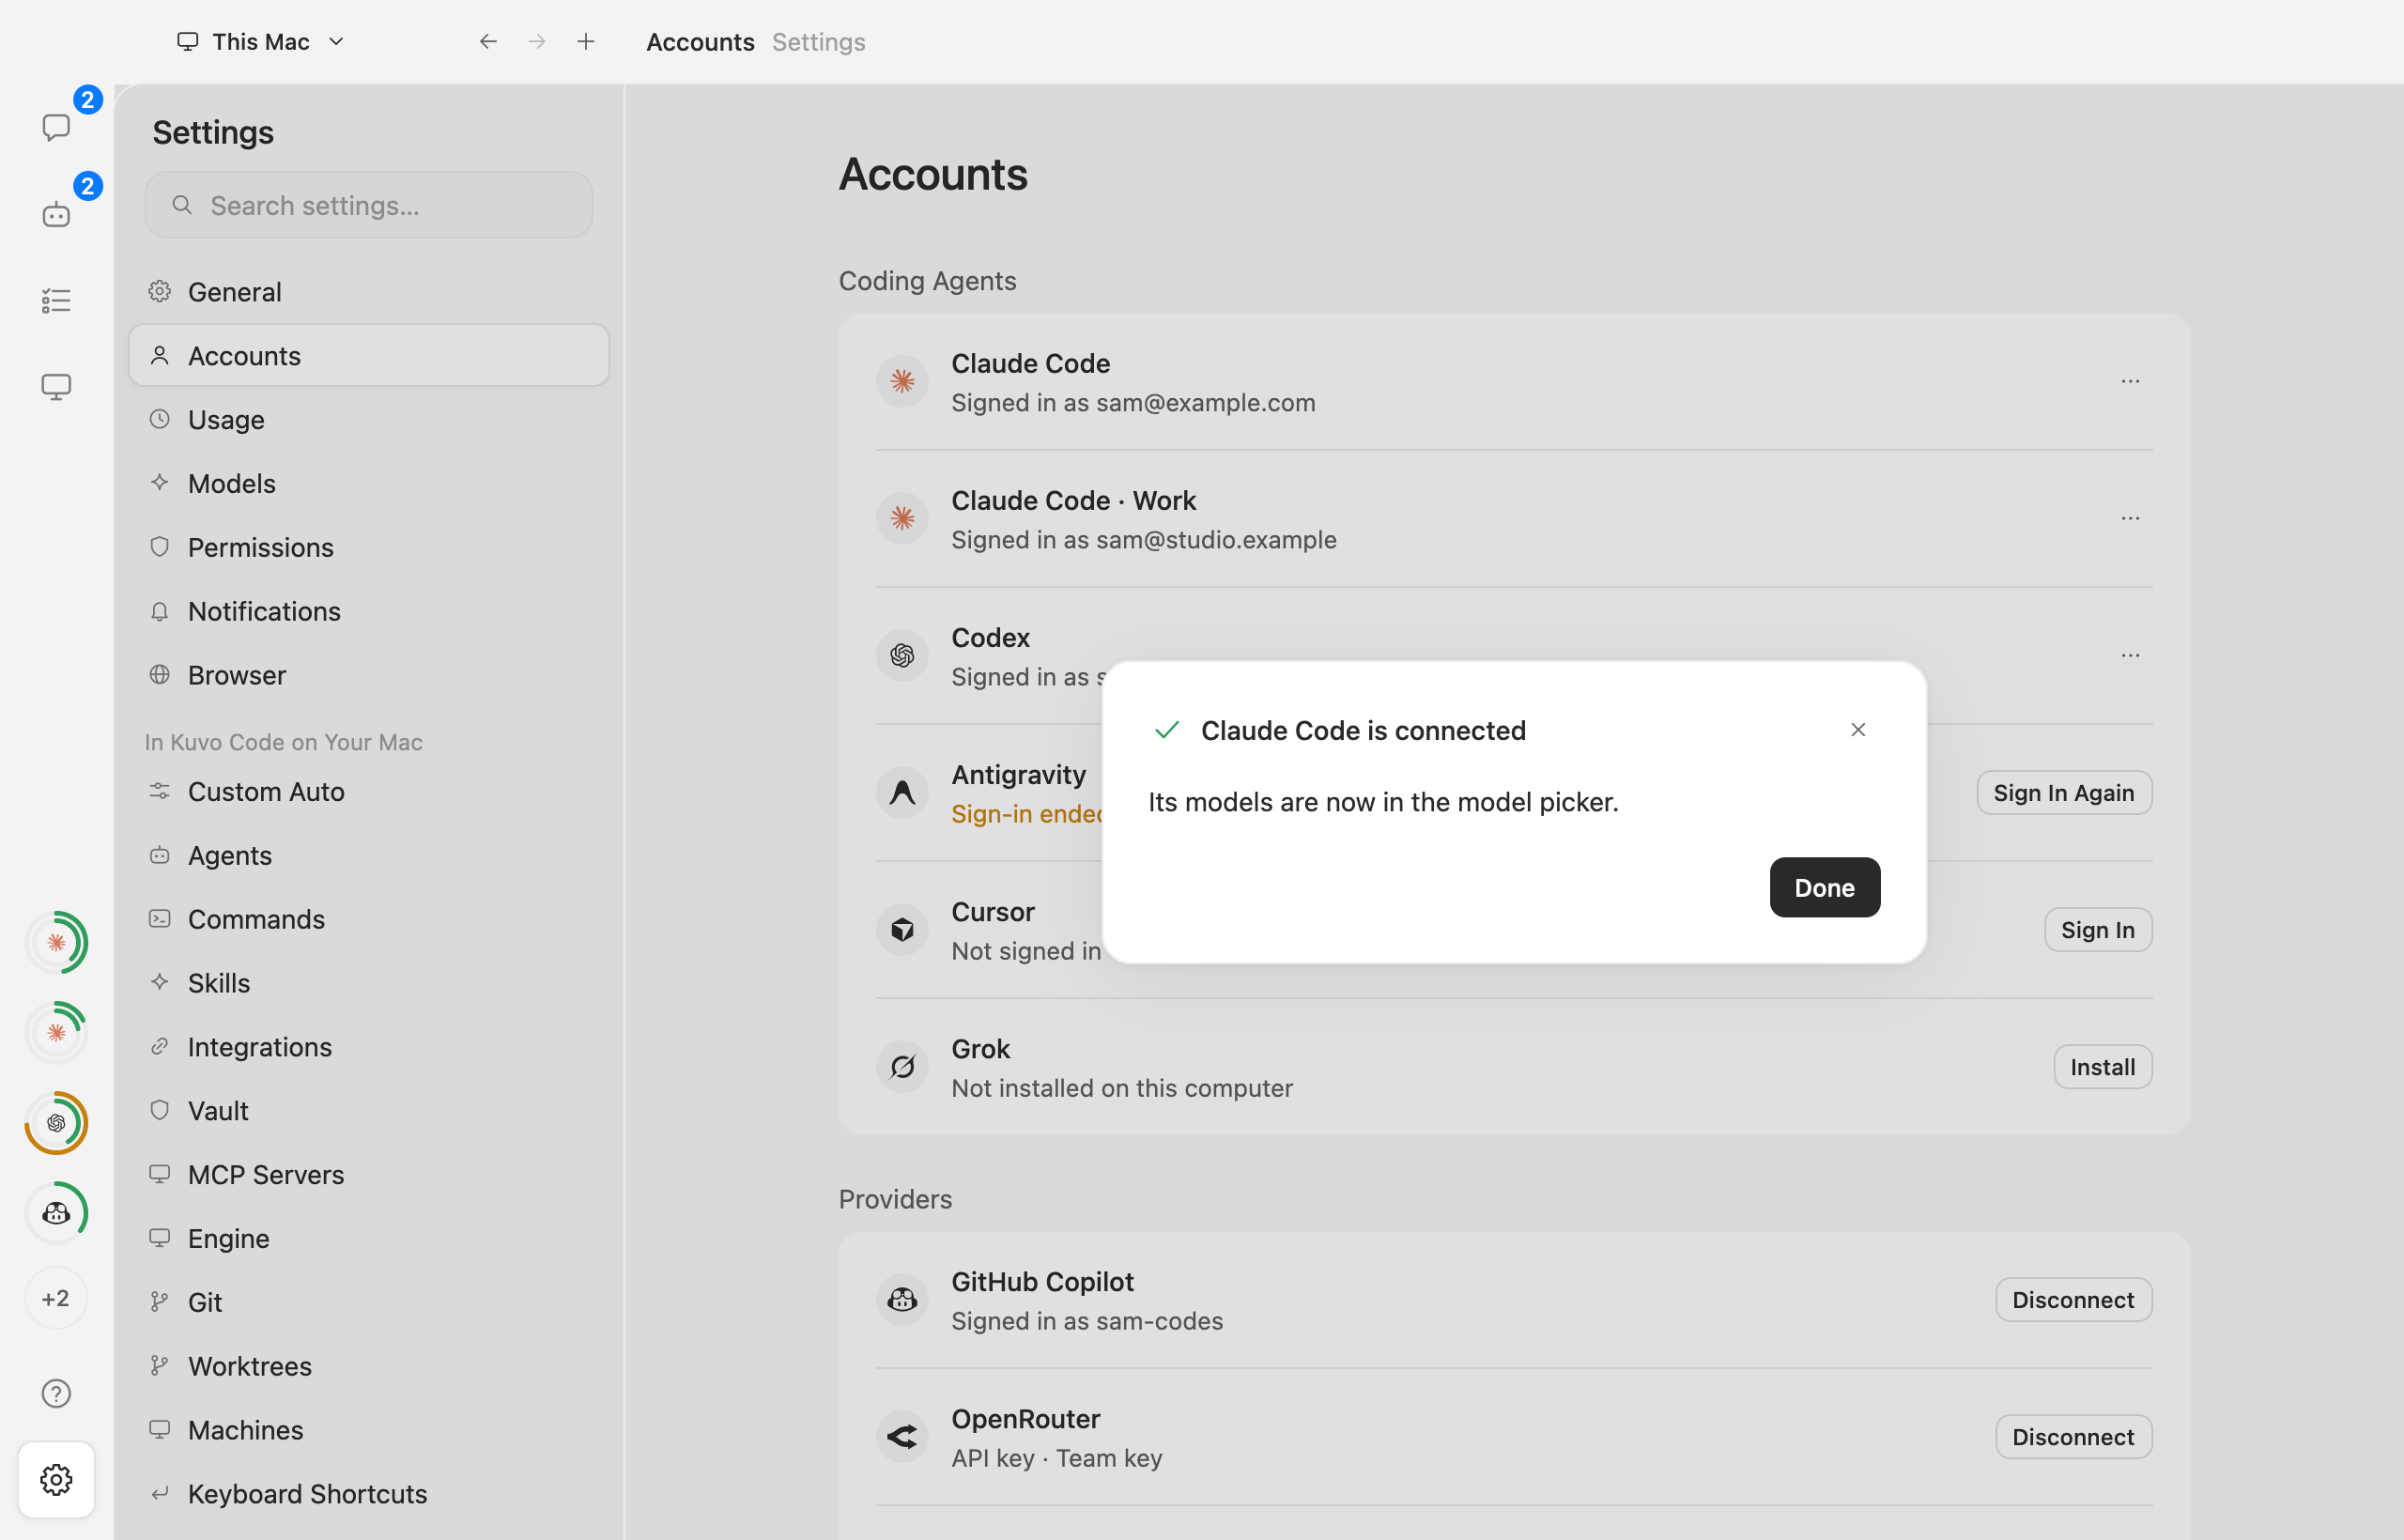 This Mac
Accounts Settings
2
2
Settings
Search settings...
General
Accounts
Usage
Models
Permissions
Notifications
Browser
In Kuvo Code on Your Mac
Custom Auto
Agents
Commands
Skills
Integrations
Vault
MCP Servers
Engine
Git
Worktrees
Machines
Keyboard Shortcuts
+2
Accounts
Coding Agents
Claude Code
Signed in as sam@example.com
Claude Code · Work
Signed in as sam@studio.example
Codex
Signed in as
Antigravity
Sign-in ended
Sign In Again
Cursor
Not signed in
Sign In
Grok
Not installed on this computer
Install
Claude Code is connected
Its models are now in the model picker.
Done
Providers
GitHub Copilot
Signed in as sam-codes
Disconnect
OpenRouter
API key · Team key
Disconnect